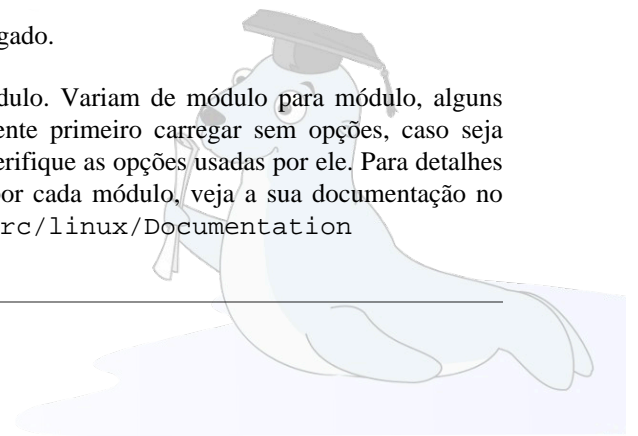 gado.
dulo. Variam de módulo para módulo, alguns
ente primeiro carregar sem opções, caso seja
erifique as opções usadas por ele. Para detalhes
por cada módulo, veja a sua documentação no
rc/linux/Documentation